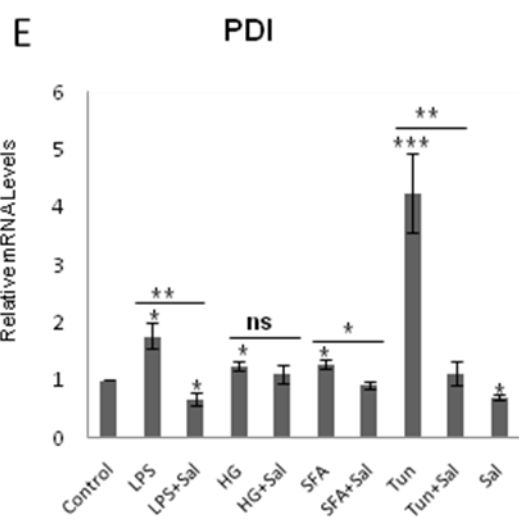 E
PDI
Relative mRNA Levels
6
5
4
3
2
1
0
**
***
**
*
*
ns
*
*
*
*
Control
LPS
LPS+Sal
HG
HG+Sal
SFA
SFA+Sal
Tun
Tun+Sal
Sal